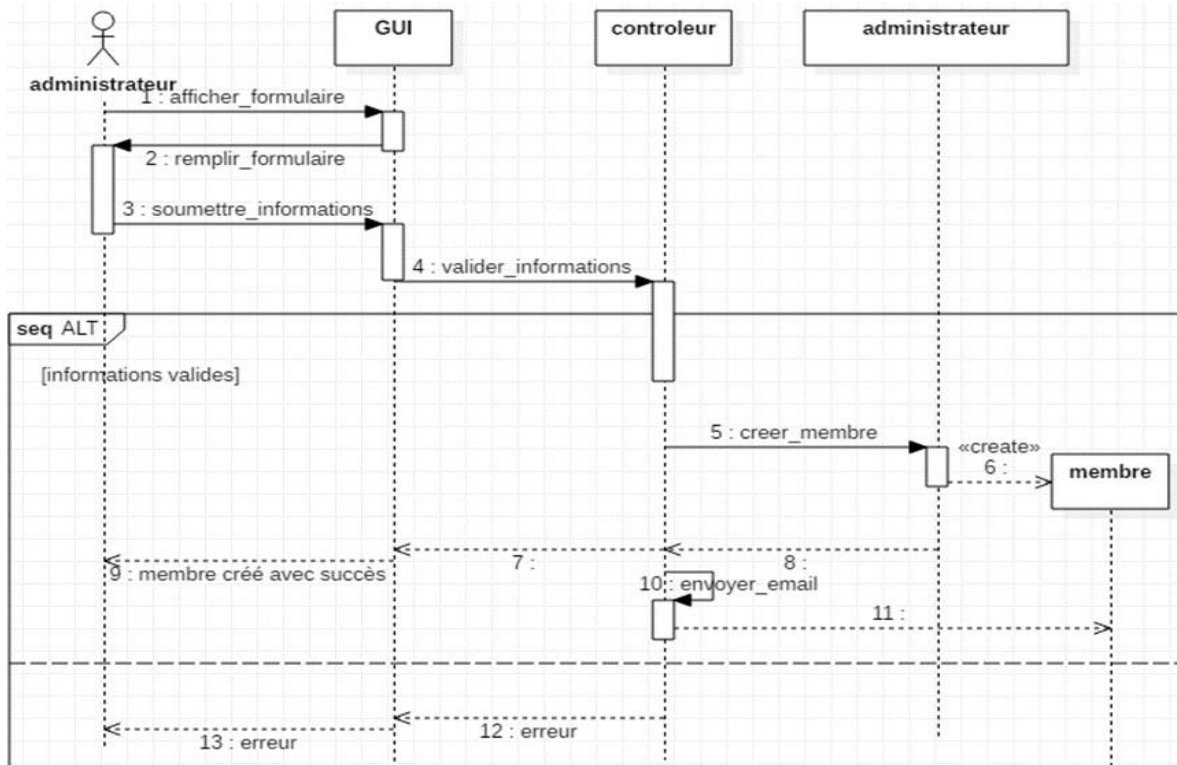 GUI
controleur
administrateur
administrateur
1 : afficher_formulaire
2 : remplir_formulaire
3 : soumettre_informations
4 : valider_informations
seq ALT
[informations valides]
5 : creer_membre
«create»
6 :
membre
7 :
8 :
9 : membre créé avec succès
10 : envoyer_email
11 :
12 : erreur
13 : erreur